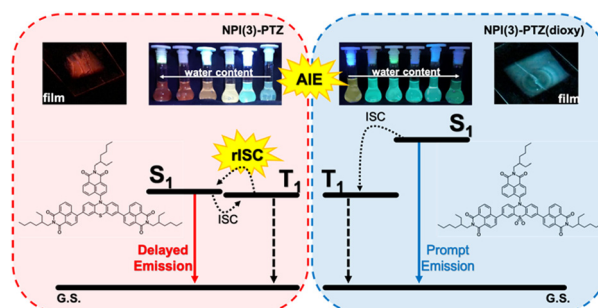 NPI(3)-PTZ
NPI(3)-PTZ(dioxy)
water content
AIE
water content
film
film
ISC
S1
rISC
S1
T1
T1
ISC
Delayed
Emission
Prompt
Emission
G.S.
G.S.